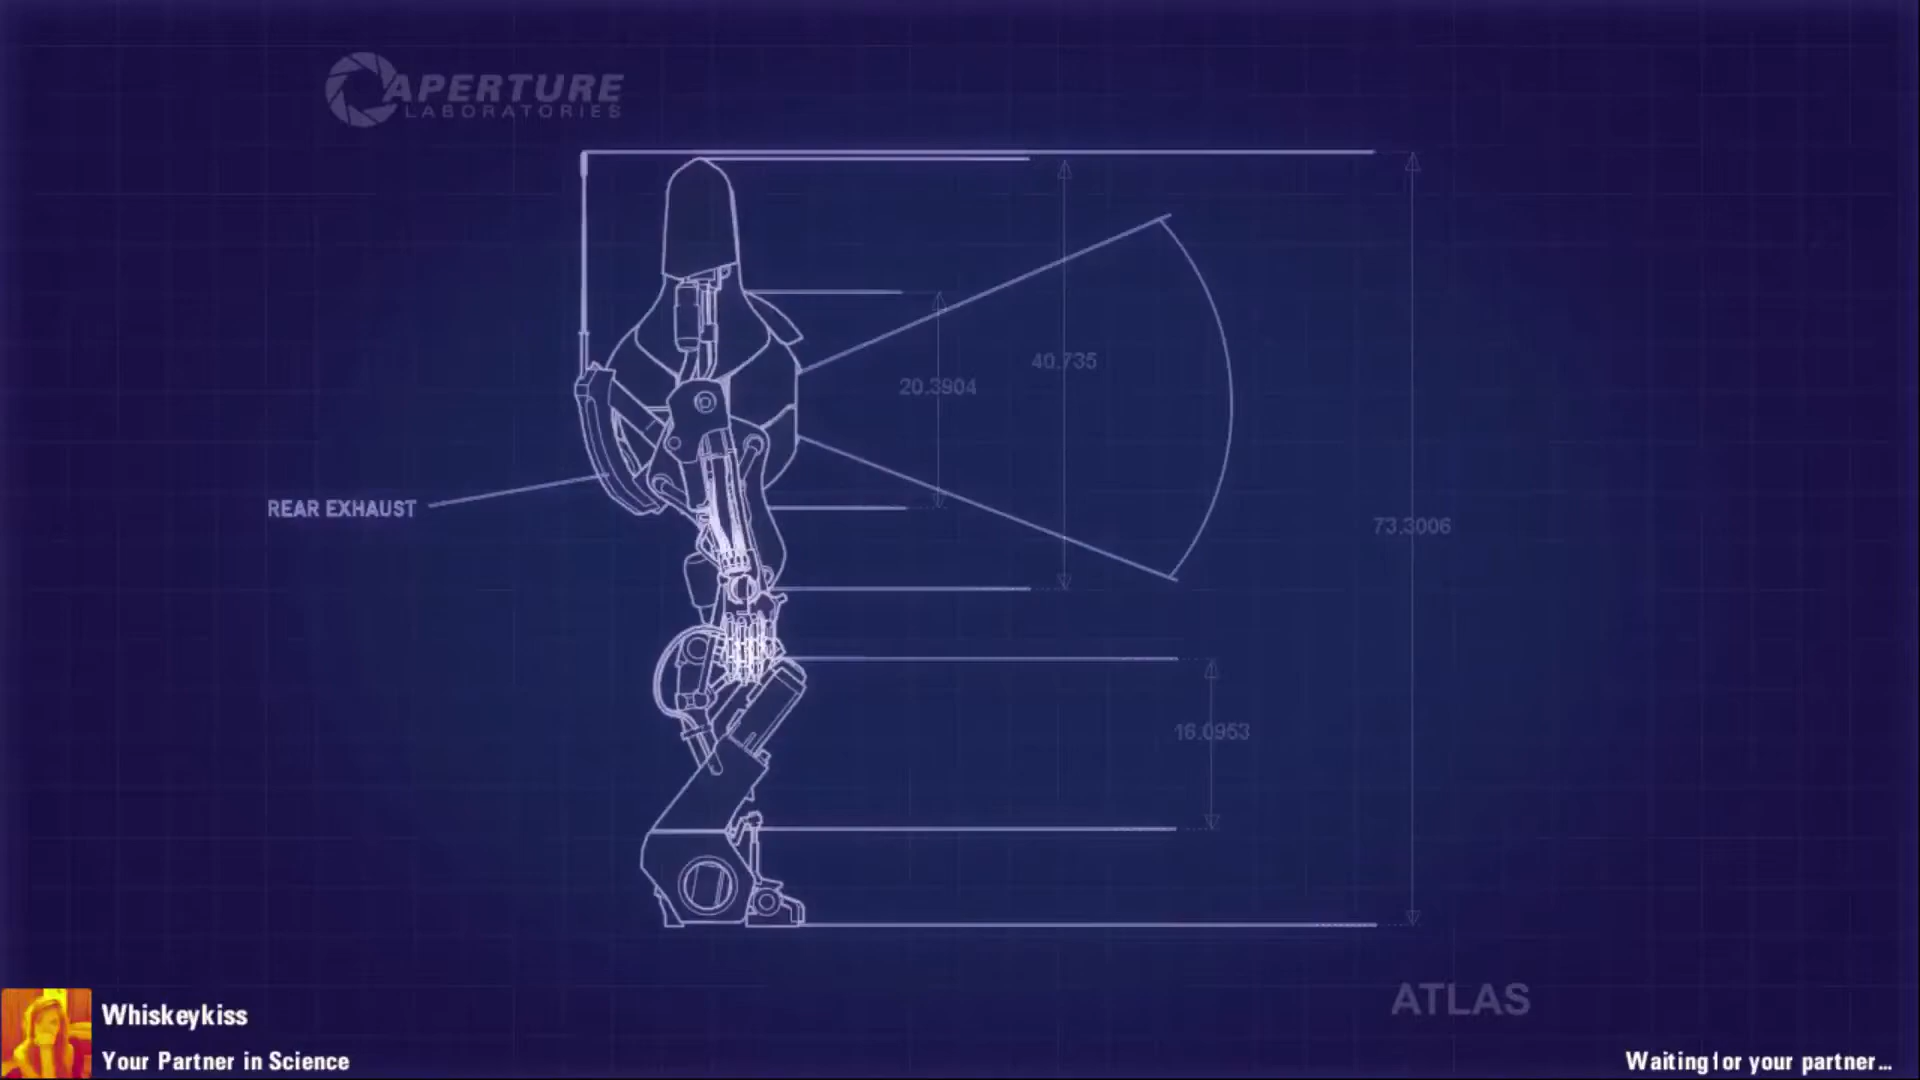 APERTURE
LABORATORIES
40.735
20.3904
REAR EXHAUST
73.3006
16.0953
ATLAS
Whiskeykiss
Your Partner in Science
Waiting for your partner...